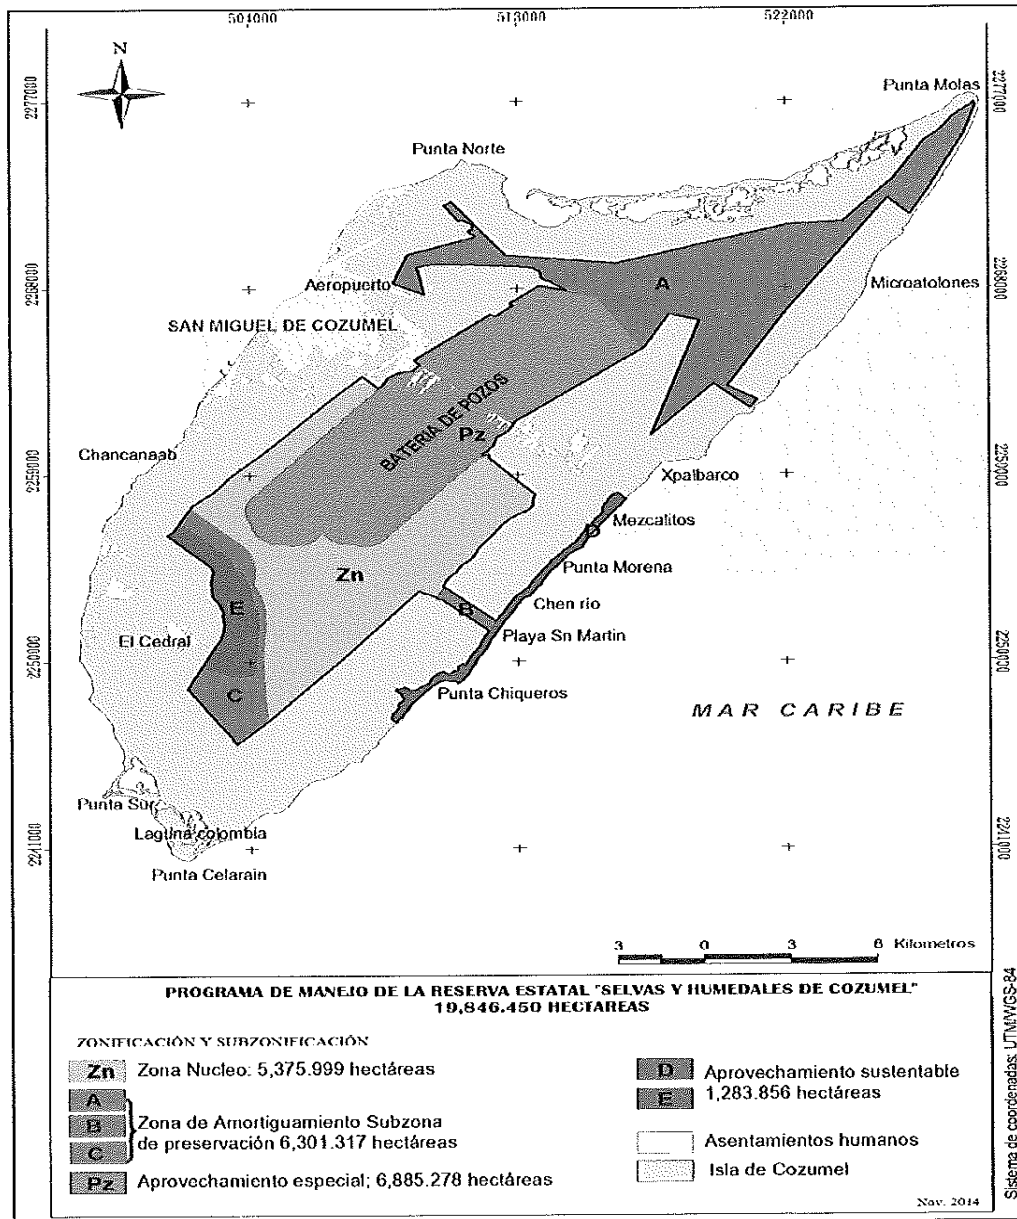 504000 513000 522000
N
2277000
2277000
Punta Molas
Punta Norte
2268000
2268000
Aeropuerto
A
Microatolones
SAN MIGUEL DE COZUMEL
BATERIA DE POZOS
Pz
Chancanaab
2259000
Xpalbarco
Mezcalitos
D
Punta Morena
Zn
Chen río
E
B
Playa Sn Martin
El Cedral
2250000
2250000
C
Punta Chiqueros
MAR CARIBE
Punta Sur
Laguna colombia
2241000
2241000
Punta Celarain
3 0 3 6 Kilometros
PROGRAMA DE MANEJO DE LA RESERVA ESTATAL "SELVAS Y HUMEDALES DE COZUMEL"
19,846.450 HECTAREAS
ZONIFICACIÓN Y SUBZONIFICACIÓN
Zn Zona Nucleo: 5,375.999 hectáreas
A
B Zona de Amortiguamiento Subzona
C de preservación 6,301.317 hectáreas
Pz Aprovechamiento especial; 6,885.278 hectáreas
D Aprovechamiento sustentable
E 1,283.856 hectáreas
Asentamientos humanos
Isla de Cozumel
Nov. 2014
Sistema de coordenadas: UTM/WGS-84